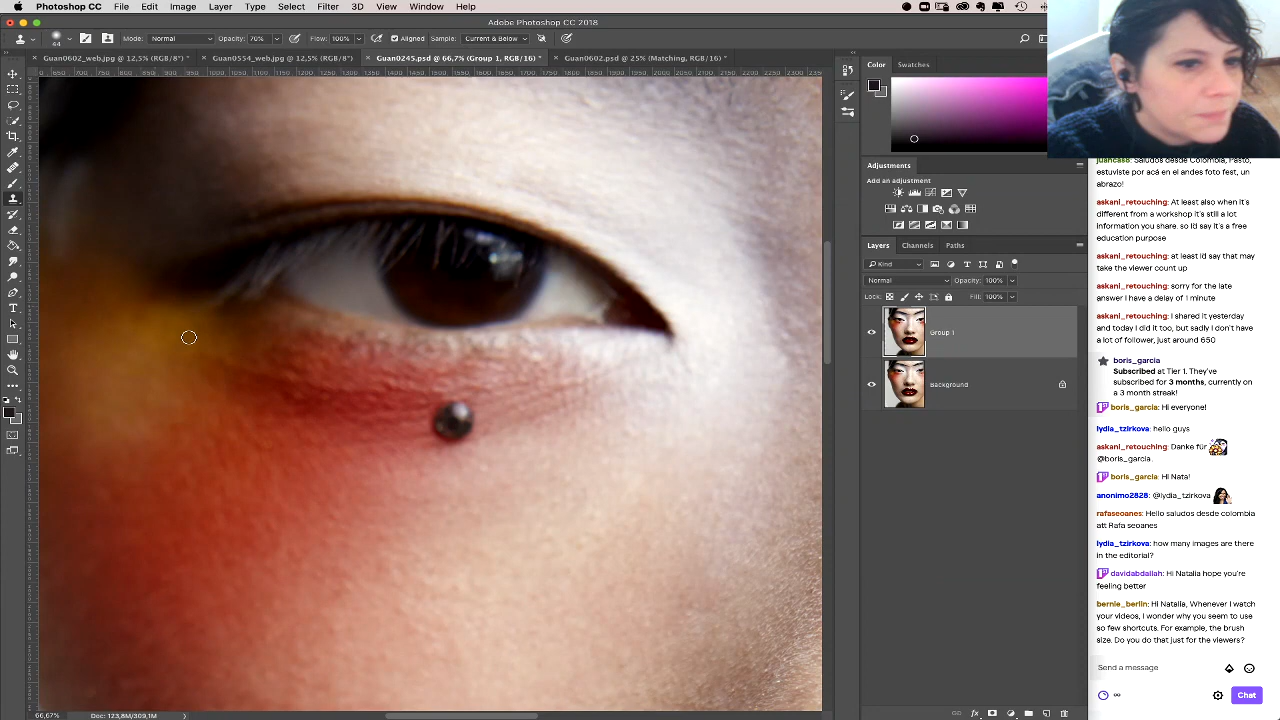 Photoshop CC File Edit Image Layer Type Select Filter 3D View Window Help
Adobe Photoshop CC 2018
44 Mode: Normal Opacity: 70% Flow: 100% Aligned Sample: Current & Below
Guan0602_web.jpg @ 12,5% (RGB/8*) * Guan0554_web.jpg @ 12,5% (RGB/8*) Guan0245.psd @ 66,7% (Group 1, RGB/16) * Guan0602.psd @ 25% (Matching, RGB/16) *
Color Swatches
Adjustments
Add an adjustment
Layers Channels Paths
Kind
Normal Opacity: 100%
Lock: Fill: 100%
Group 1
Background
66,67% Doc: 123,8M/309,1M
juancas8: Saludos desde Colombia, Pasto,
estuviste por acá en el andes foto fest, un
abrazo!
askani_retouching: At least also when it's
different from a workshop it's still a lot
information you share. so Id say it's a free
education purpose
askani_retouching: at least Id say that may
take the viewer count up
askani_retouching: sorry for the late
answer I have a delay of 1 minute
askani_retouching: I shared it yesterday
and today I did it too, but sadly I don't have
a lot of follower, just around 650
boris_garcia
Subscribed at Tier 1. They've
subscribed for 3 months, currently on
a 3 month streak!
boris_garcia: Hi everyone!
lydia_tzirkova: hello guys
askani_retouching: Danke für
@boris_garcia.
boris_garcia: Hi Nata!
anonimo2828: @lydia_tzirkova
rafaseoanes: Hello saludos desde colombia
att Rafa seoanes
lydia_tzirkova: how many images are there
in the editorial?
davidabdallah: Hi Natalia hope you're
feeling better
bernie_berlin: Hi Natalia, Whenever I watch
your videos, I wonder why you seem to use
so few shortcuts. For example, the brush
size. Do you do that just for the viewers?
Send a message
∞ Chat